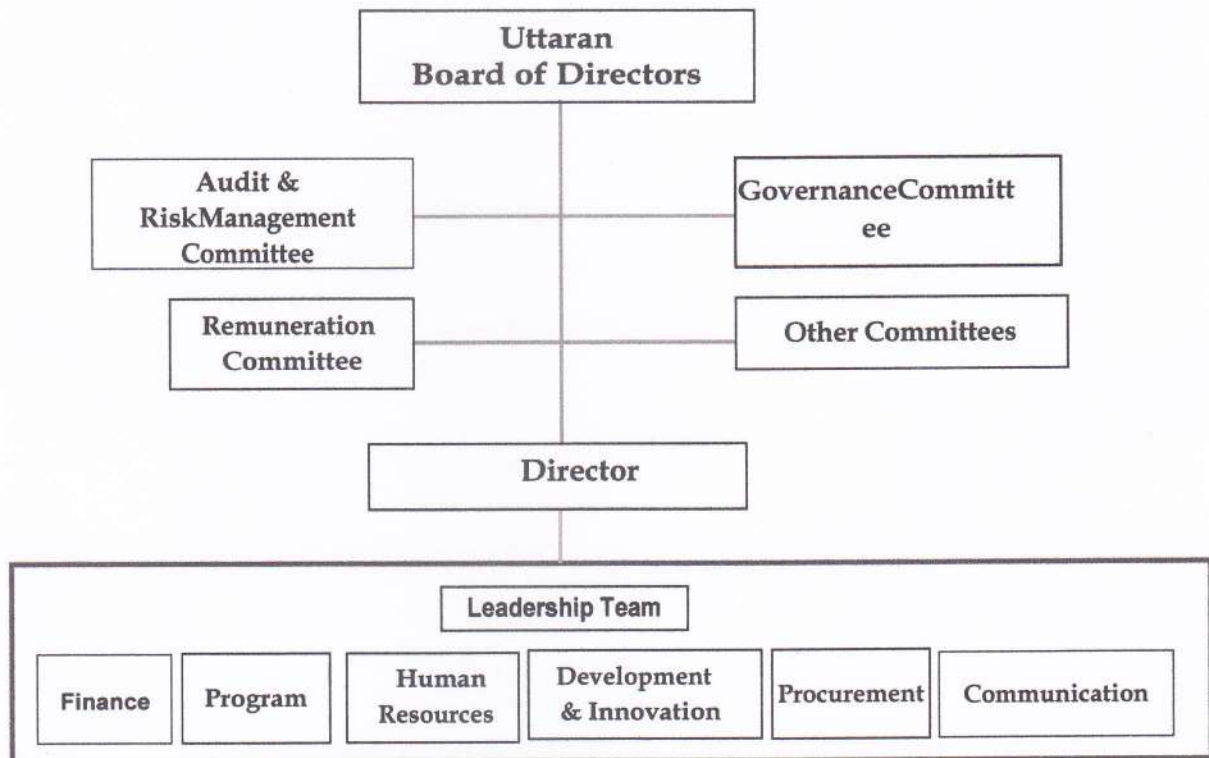 Uttaran
Board of Directors
Audit &
RiskManagement
Committee
GovernanceCommitt
ee
Remuneration
Committee
Other Committees
Director
Leadership Team
Finance
Program
Human
Resources
Development
& Innovation
Procurement
Communication